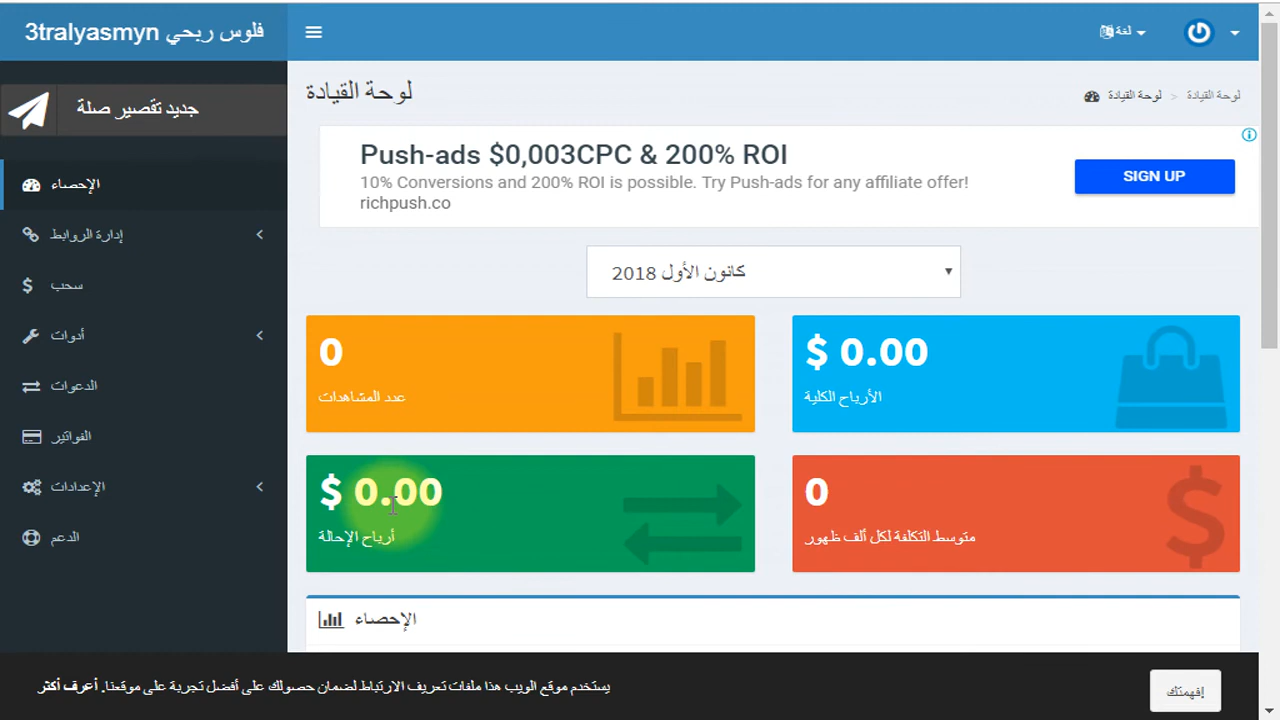 فلوس ربحي 3tralyasmyn
لغة
جديد تقصير صلة
الإحصاء
إدارة الروابط
سحب
أدوات
الدعوات
الفواتير
الإعدادات
الدعم
لوحة القيادة
لوحة القيادة < لوحة القيادة
Push-ads $0,003CPC & 200% ROI
10% Conversions and 200% ROI is possible. Try Push-ads for any affiliate offer!
richpush.co
SIGN UP
كانون الأول 2018
0
عدد المشاهدات
$ 0.00
الأرباح الكلية
$ 0.00
أرباح الإحالة
0
متوسط التكلفة لكل ألف ظهور
الإحصاء
يستخدم موقع الويب هذا ملفات تعريف الارتباط لضمان حصولك على أفضل تجربة على موقعنا. أعرف أكثر
إفهمتك